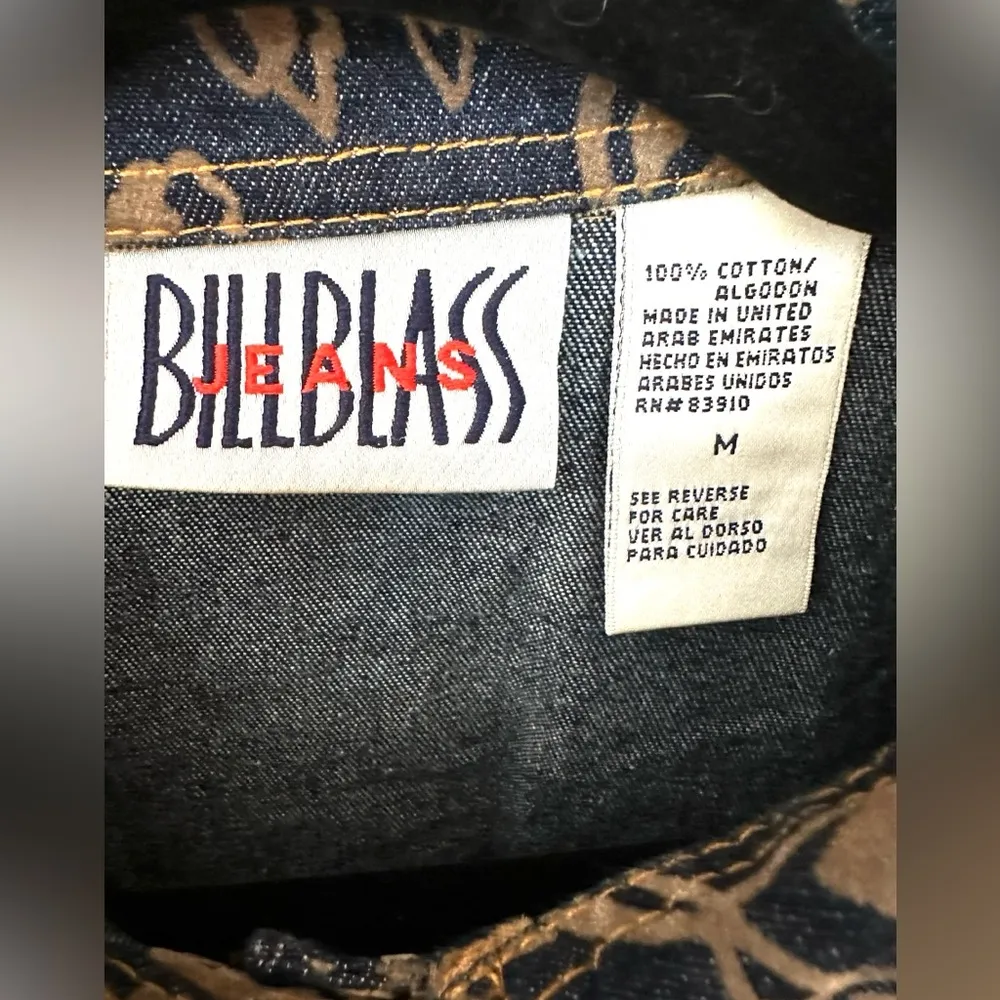 BILLBLASS
JEANS
100% COTTON/
ALGODON
MADE IN UNITED
ARAB EMIRATES
HECHO EN EMIRATOS
ARABES UNIDOS
RN# 83910
M
SEE REVERSE
FOR CARE
VER AL DORSO
PARA CUIDADO